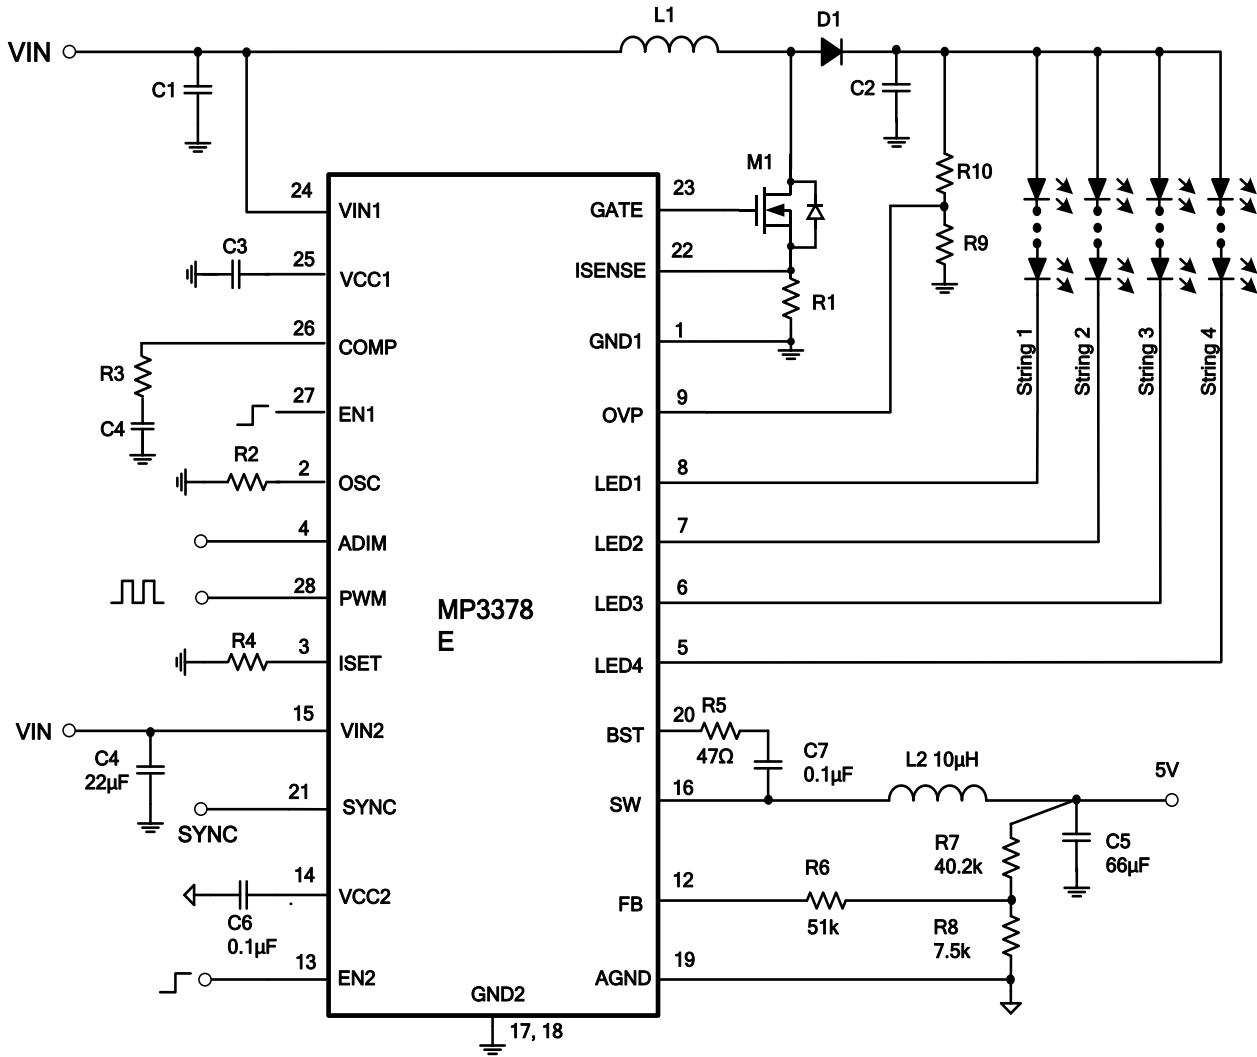 L1
D1
VIN
C1
C2
M1
R10
R9
24
VIN1
GATE
23
C3
25
VCC1
ISENSE
22
R1
26
COMP
GND1
1
R3
C4
27
EN1
OVP
9
String 1
String 2
String 3
String 4
R2
2
OSC
LED1
8
4
ADIM
LED2
7
28
PWM
MP3378
E
LED3
6
R4
3
ISET
LED4
5
VIN
15
VIN2
BST
20
R5
47Ω
C7
0.1µF
C4
22µF
L2 10µH
5V
21
SYNC
SYNC
SW
16
R7
40.2k
C5
66µF
14
VCC2
C6
0.1µF
FB
12
R6
51k
R8
7.5k
13
EN2
AGND
19
GND2
17, 18